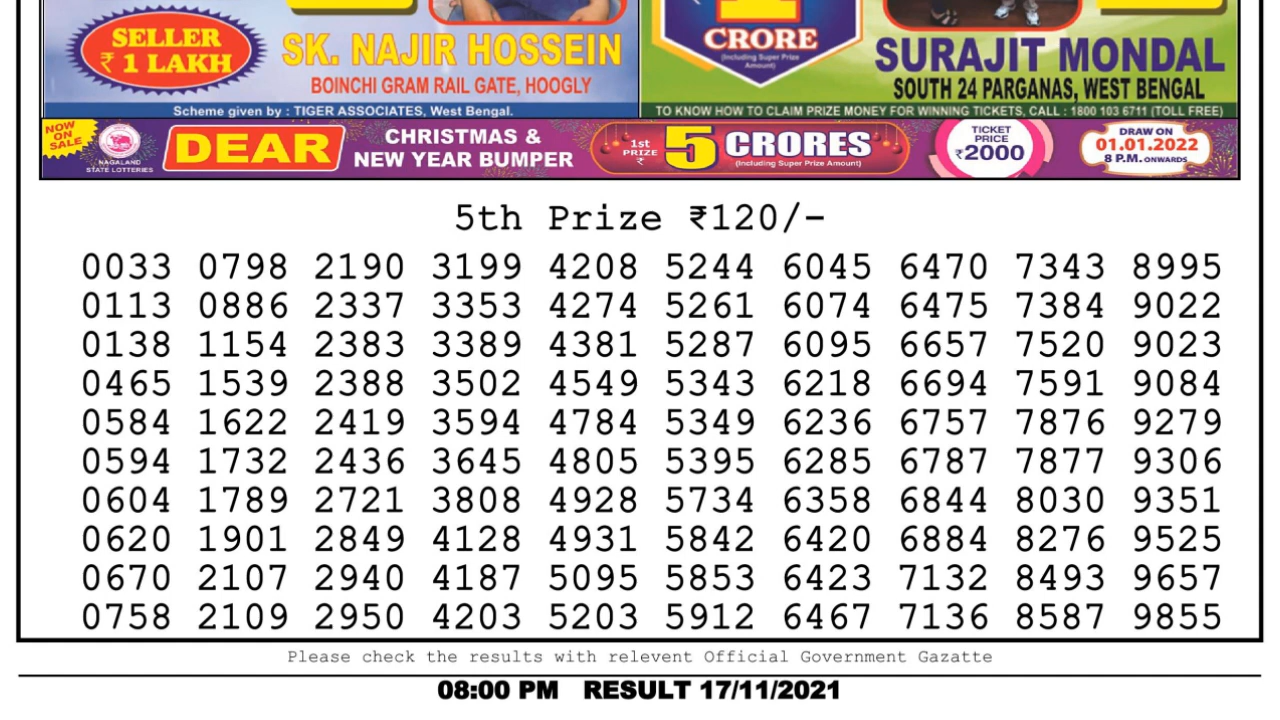 SELLER
₹ 1 LAKH
SK. NAJIR HOSSEIN
BOINCHI GRAM RAIL GATE, HOOGLY
Scheme given by : TIGER ASSOCIATES, West Bengal.
1
CRORE
(Including Super Prize
Amount)
SURAJIT MONDAL
SOUTH 24 PARGANAS, WEST BENGAL
TO KNOW HOW TO CLAIM PRIZE MONEY FOR WINNING TICKETS, CALL : 1800 103 6711 (TOLL FREE)
NOW
ON
SALE
NAGALAND
STATE LOTTERIES
DEAR
CHRISTMAS &
NEW YEAR BUMPER
1st
PRIZE
₹
5 CRORES
(Including Super Prize Amount)
TICKET
PRICE
₹2000
DRAW ON
01.01.2022
8 P.M. ONWARDS
5th Prize ₹120/-
0033 0798 2190 3199 4208 5244 6045 6470 7343 8995
0113 0886 2337 3353 4274 5261 6074 6475 7384 9022
0138 1154 2383 3389 4381 5287 6095 6657 7520 9023
0465 1539 2388 3502 4549 5343 6218 6694 7591 9084
0584 1622 2419 3594 4784 5349 6236 6757 7876 9279
0594 1732 2436 3645 4805 5395 6285 6787 7877 9306
0604 1789 2721 3808 4928 5734 6358 6844 8030 9351
0620 1901 2849 4128 4931 5842 6420 6884 8276 9525
0670 2107 2940 4187 5095 5853 6423 7132 8493 9657
0758 2109 2950 4203 5203 5912 6467 7136 8587 9855
Please check the results with relevent Official Government Gazatte
08:00 PM RESULT 17/11/2021